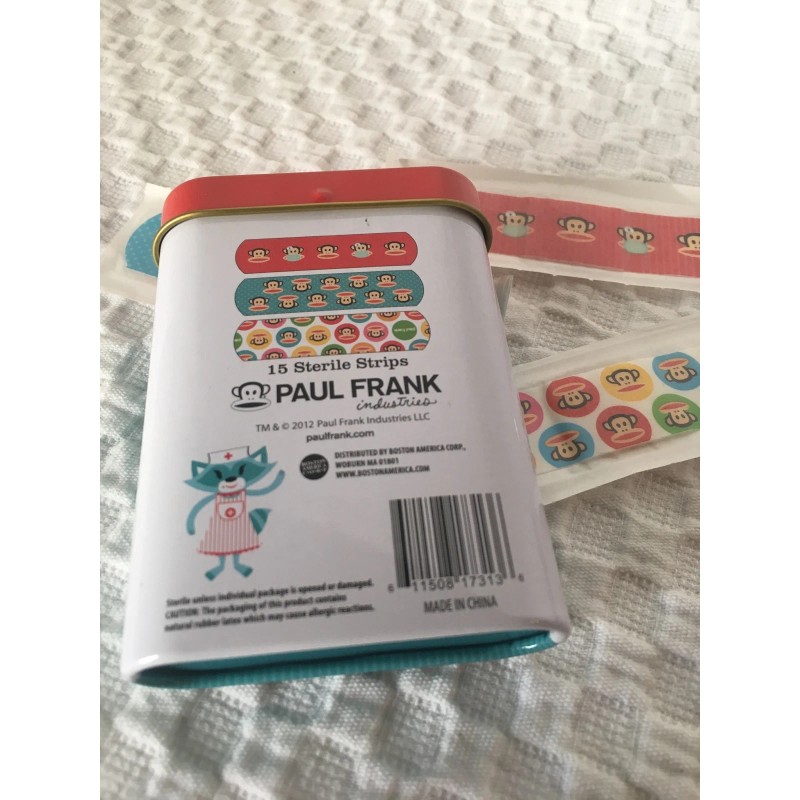 15 Sterile Strips
PAUL FRANK
industries
TM & © 2012 Paul Frank Industries LLC
paulfrank.com
DISTRIBUTED BY BOSTON AMERICA CORP.,
WOBURN MA 01801
WWW.BOSTONAMERICA.COM
BOSTON
AMERICA
6 11508 17313 6
MADE IN CHINA
Sterile unless individual package is opened or damaged.
CAUTION: The packaging of this product contains
natural rubber latex which may cause allergic reactions.